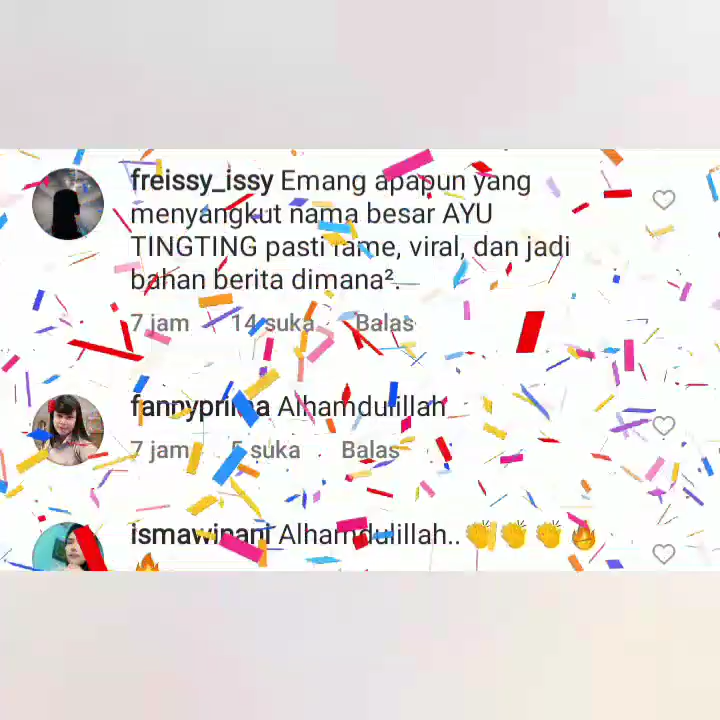 freissy_issy Emang apapun yang
menyangkut nama besar AYU
TINGTING pasti rame, viral, dan jadi
bahan berita dimana².
7 jam 14 suka Balas
fannyprima Alhamdulillah
7 jam 5 suka Balas
ismawinani Alhamdulillah.. 👏👏👏🔥
🔥